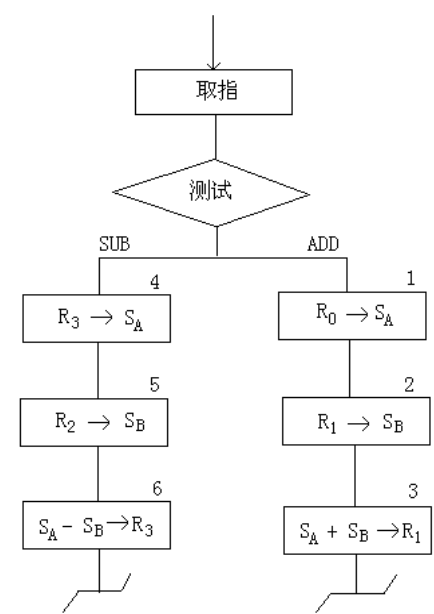 取指
测试
SUB ADD
4 1
R₃ → S_A R₀ → S_A
5 2
R₂ → S_B R₁ → S_B
6 3
S_A − S_B → R₃ S_A + S_B → R₁